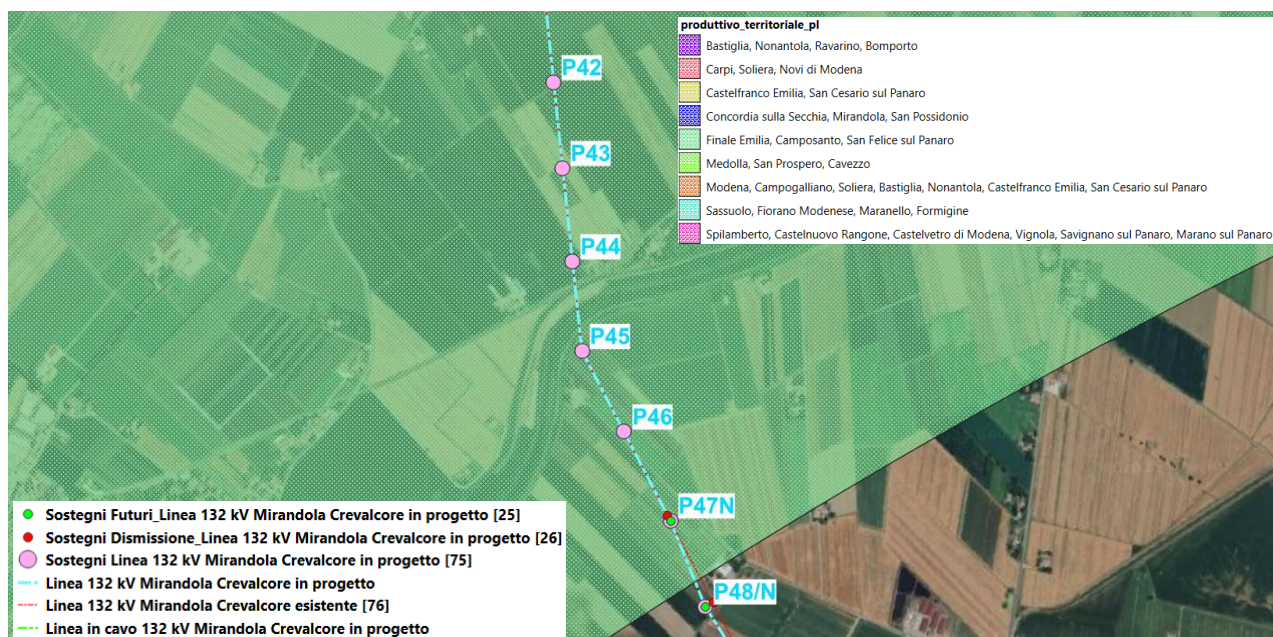 P42
P43
P44
P45
P46
P47N
P48/N
produttivo_territoriale_pl
Bastiglia, Nonantola, Ravarino, Bomporto
Carpi, Soliera, Novi di Modena
Castelfranco Emilia, San Cesario sul Panaro
Concordia sulla Secchia, Mirandola, San Possidonio
Finale Emilia, Camposanto, San Felice sul Panaro
Medolla, San Prospero, Cavezzo
Modena, Campogalliano, Soliera, Bastiglia, Nonantola, Castelfranco Emilia, San Cesario sul Panaro
Sassuolo, Fiorano Modenese, Maranello, Formigine
Spilamberto, Castelnuovo Rangone, Castelvetro di Modena, Vignola, Savignano sul Panaro, Marano sul Panaro
Sostegni Futuri_Linea 132 kV Mirandola Crevalcore in progetto [25]
Sostegni Dismissione_Linea 132 kV Mirandola Crevalcore in progetto [26]
Sostegni Linea 132 kV Mirandola Crevalcore in progetto [75]
Linea 132 kV Mirandola Crevalcore in progetto
Linea 132 kV Mirandola Crevalcore esistente [76]
Linea in cavo 132 kV Mirandola Crevalcore in progetto